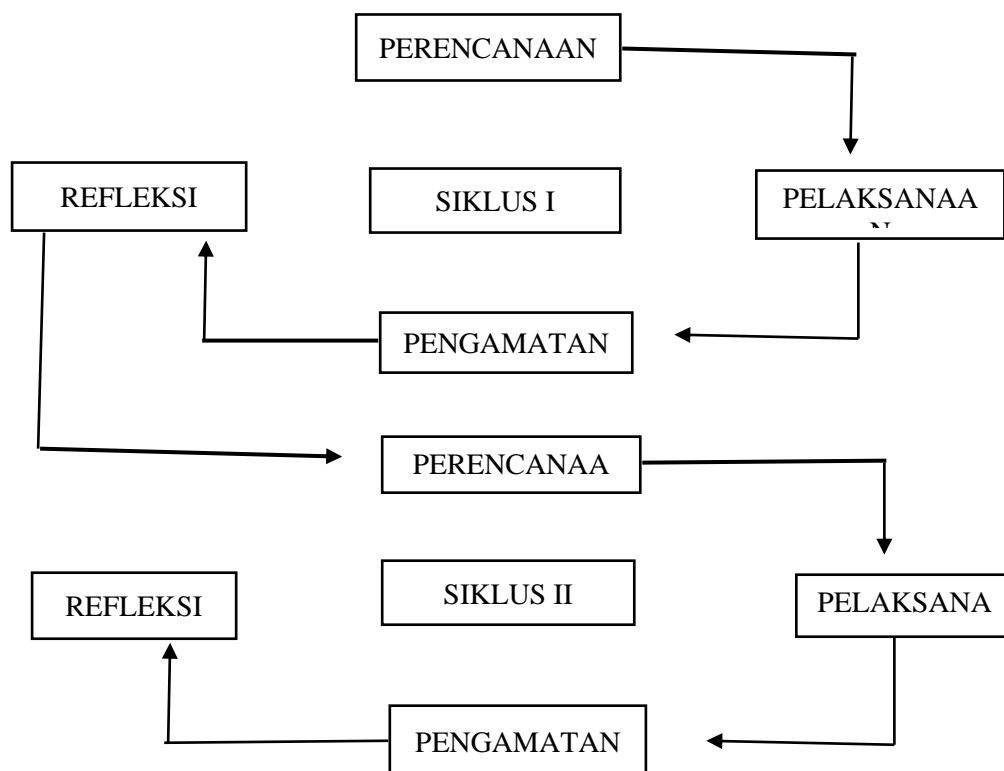 PERENCANAAN
REFLEKSI
SIKLUS I
PELAKSANAA
N
PENGAMATAN
PERENCANAA
REFLEKSI
SIKLUS II
PELAKSANA
PENGAMATAN